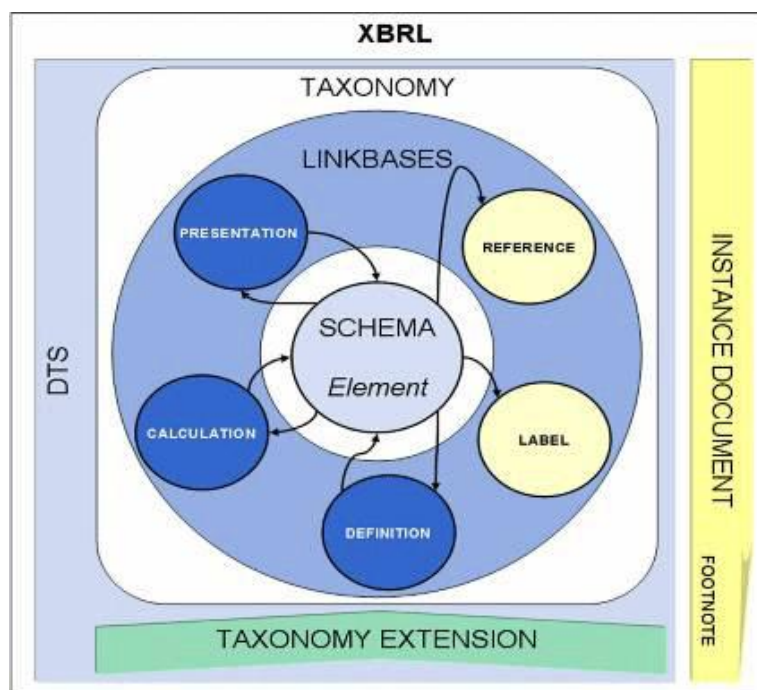 XBRL
TAXONOMY
LINKBASES
PRESENTATION
REFERENCE
SCHEMA
Element
DTS
CALCULATION
LABEL
DEFINITION
INSTANCE DOCUMENT
FOOTNOTE
TAXONOMY EXTENSION